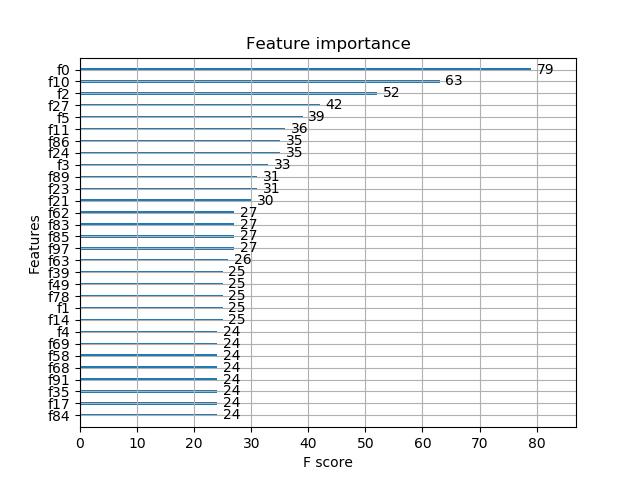 Feature importance
f0 79
f10 63
f2 52
f27 42
f5 39
f11 36
f86 35
f24 35
f3 33
f89 31
f23 31
f21 30
f62 27
f83 27
f85 27
f97 27
f63 26
f39 25
f49 25
f78 25
f1 25
f14 25
f4 24
f69 24
f58 24
f68 24
f91 24
f35 24
f17 24
f84 24
Features
0 10 20 30 40 50 60 70 80
F score